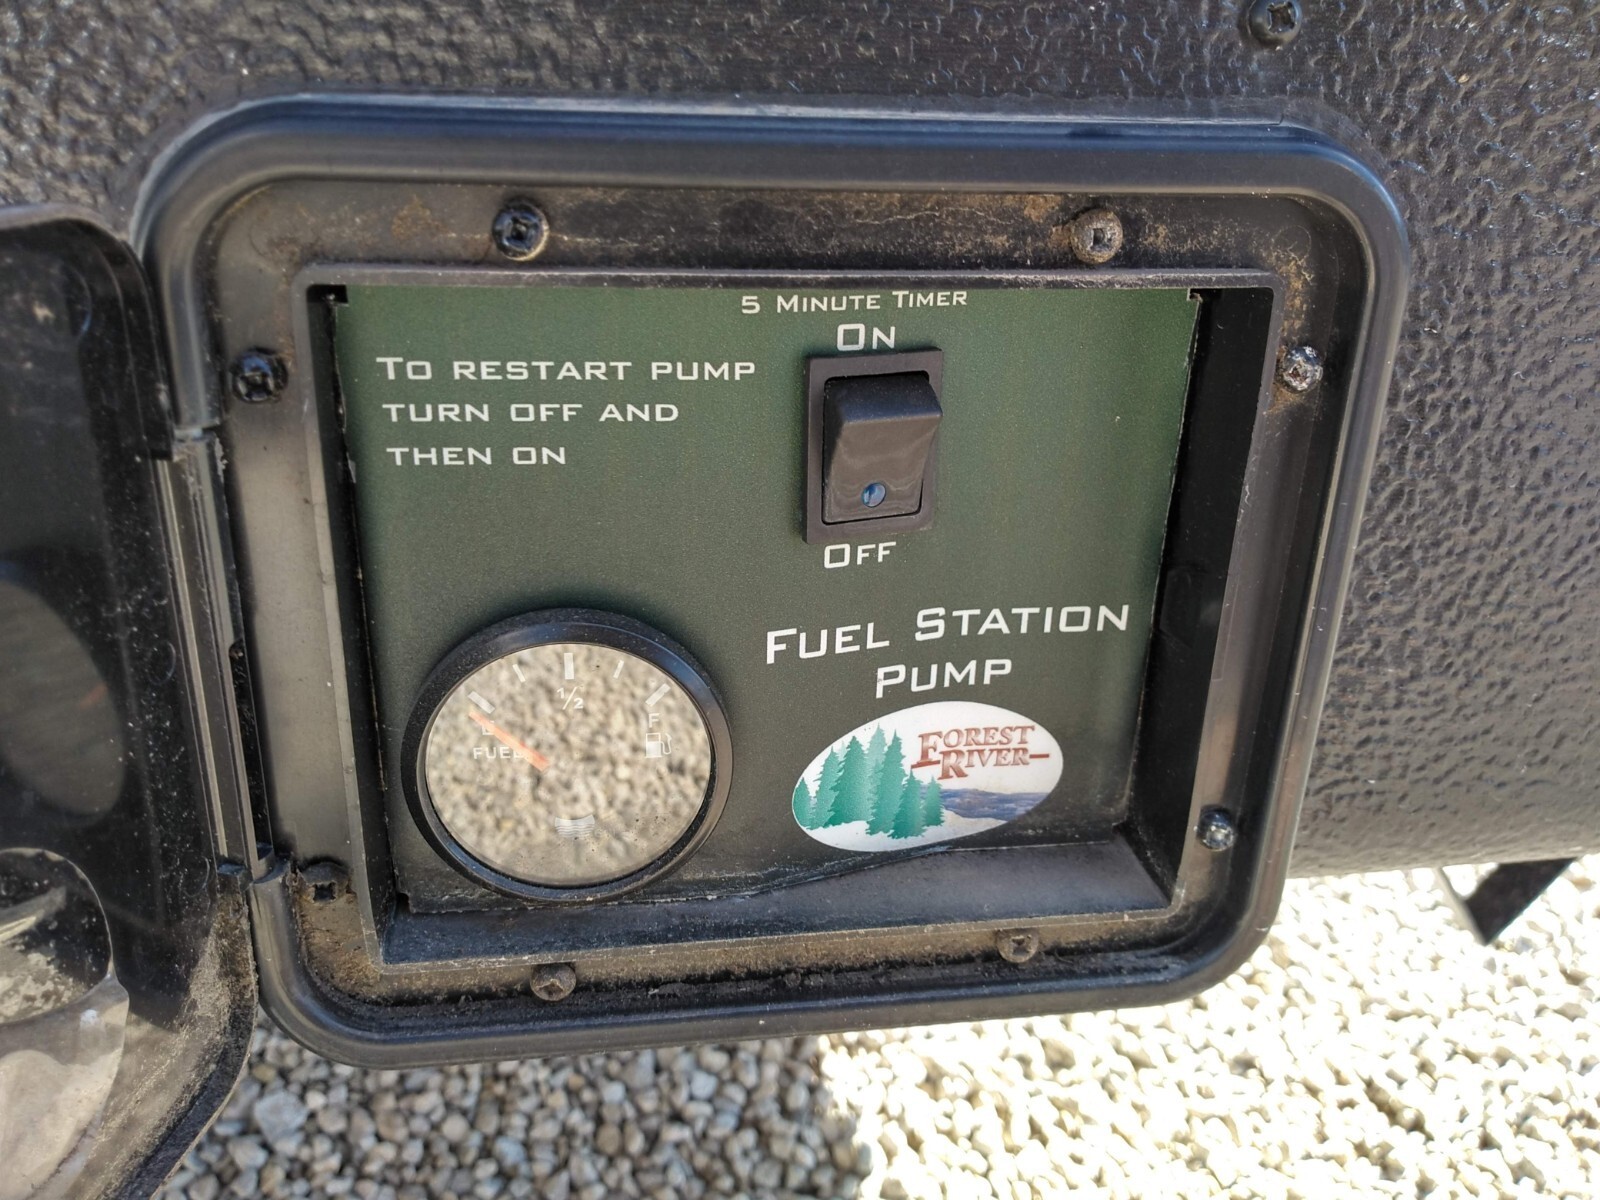 5 MINUTE TIMER
ON
TO RESTART PUMP
TURN OFF AND
THEN ON
OFF
FUEL STATION
PUMP
1/2
E
F
FUEL
FOREST
RIVER